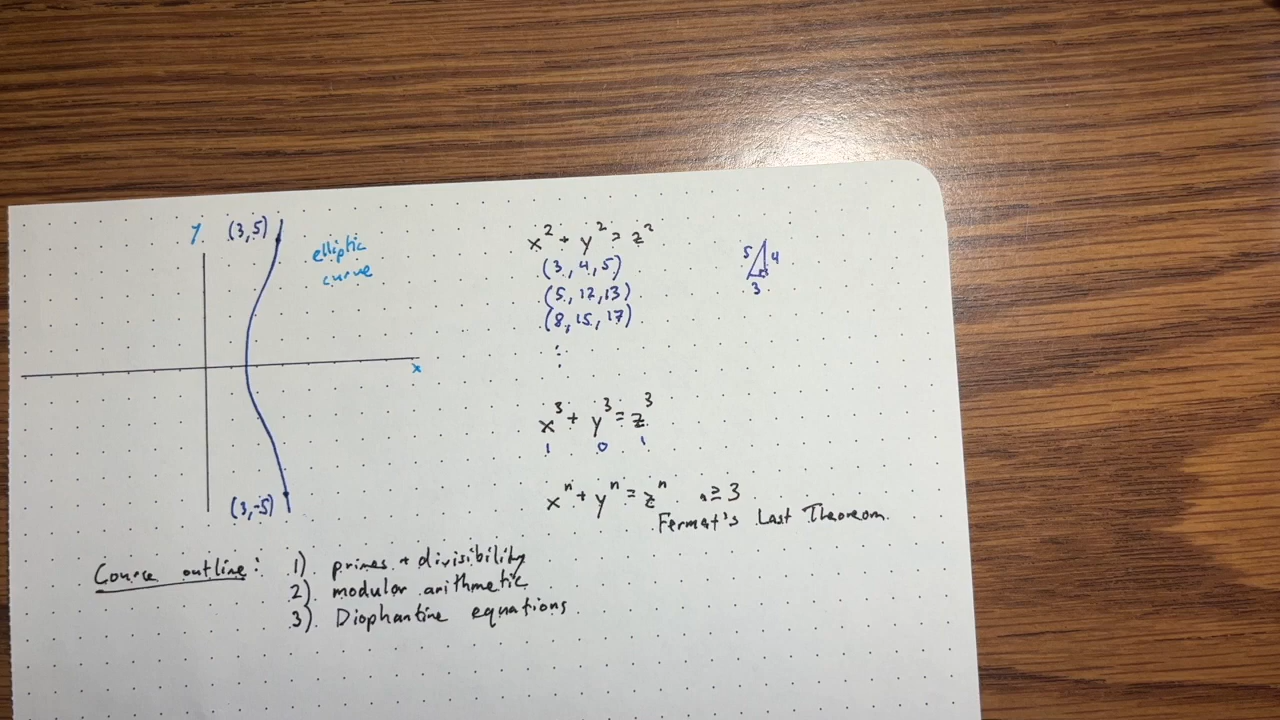 y
(3,5)
elliptic
curve
x
(3,-5)
x² + y² = z²
(3, 4, 5)
(5, 12, 13)
(8, 15, 17)
⋮
5 4
3
x³ + y³ = z³
1 0 1
xⁿ + yⁿ = zⁿ n ≥ 3
Fermat's Last Theorem
Course outline: 1) primes + divisibility
2) modular arithmetic
3) Diophantine equations